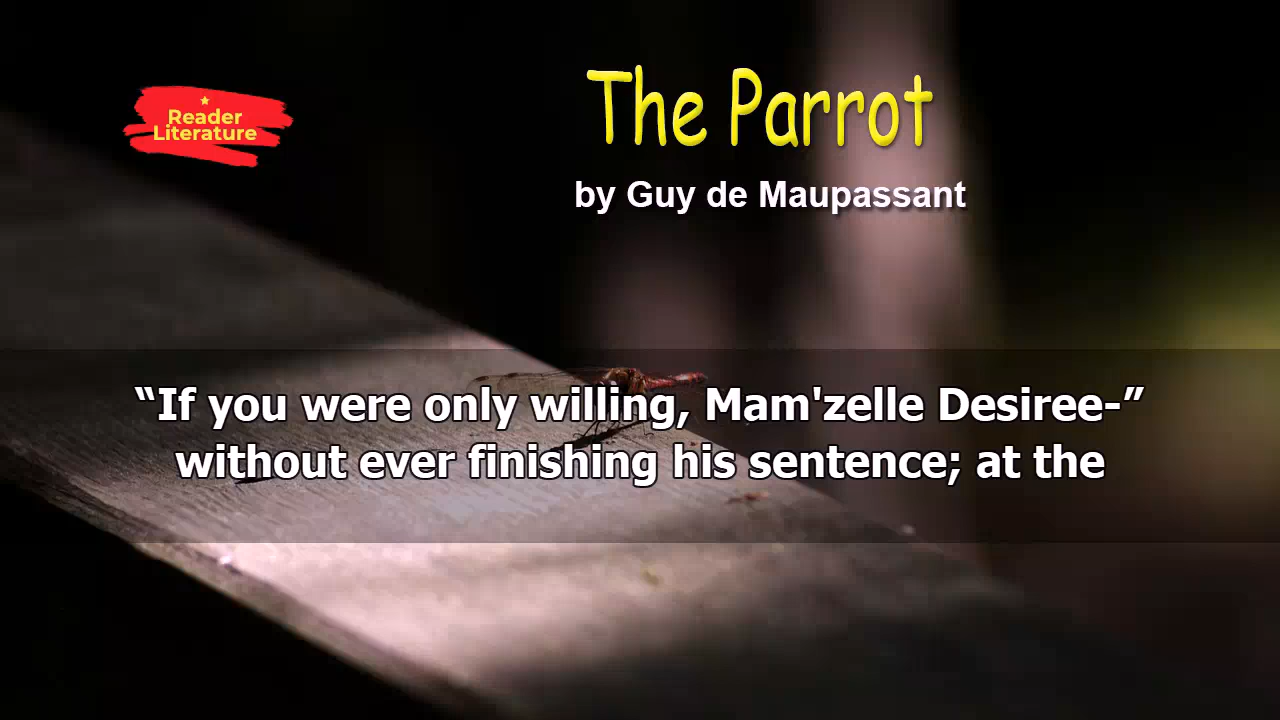 Reader
Literature
The Parrot
by Guy de Maupassant
“If you were only willing, Mam'zelle Desiree-”
without ever finishing his sentence; at the